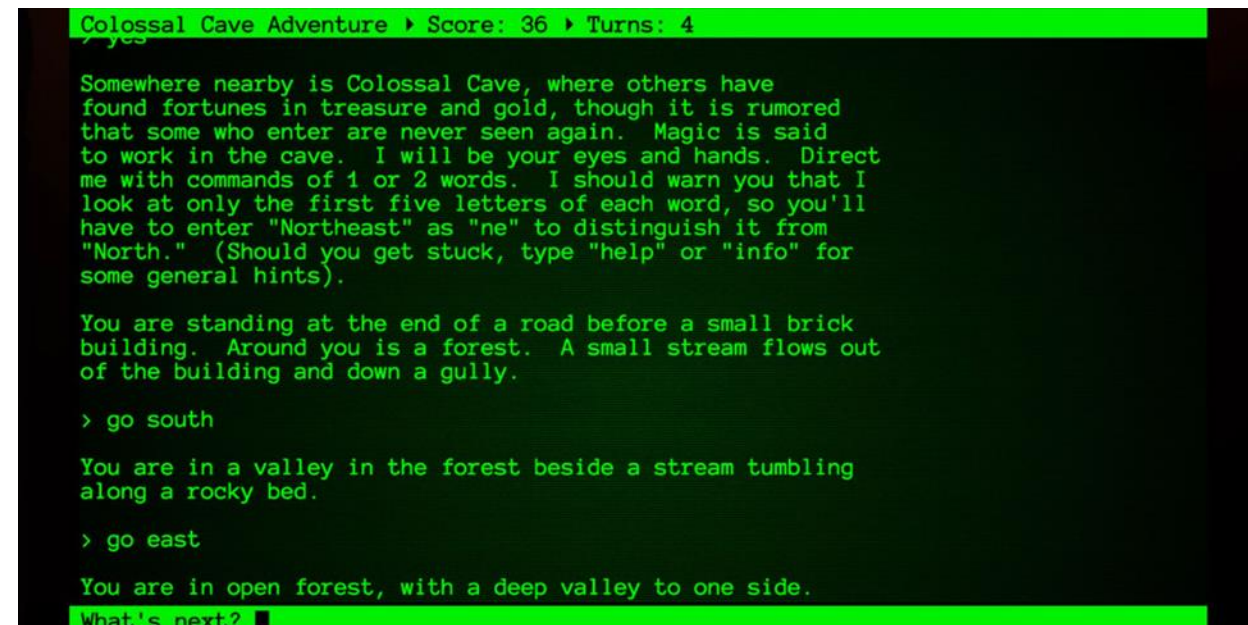 Colossal Cave Adventure ▸ Score: 36 ▸ Turns: 4
> yes
Somewhere nearby is Colossal Cave, where others have
found fortunes in treasure and gold, though it is rumored
that some who enter are never seen again.  Magic is said
to work in the cave.  I will be your eyes and hands.  Direct
me with commands of 1 or 2 words.  I should warn you that I
look at only the first five letters of each word, so you'll
have to enter "Northeast" as "ne" to distinguish it from
"North."  (Should you get stuck, type "help" or "info" for
some general hints).
You are standing at the end of a road before a small brick
building.  Around you is a forest.  A small stream flows out
of the building and down a gully.
> go south
You are in a valley in the forest beside a stream tumbling
along a rocky bed.
> go east
You are in open forest, with a deep valley to one side.
What's next?